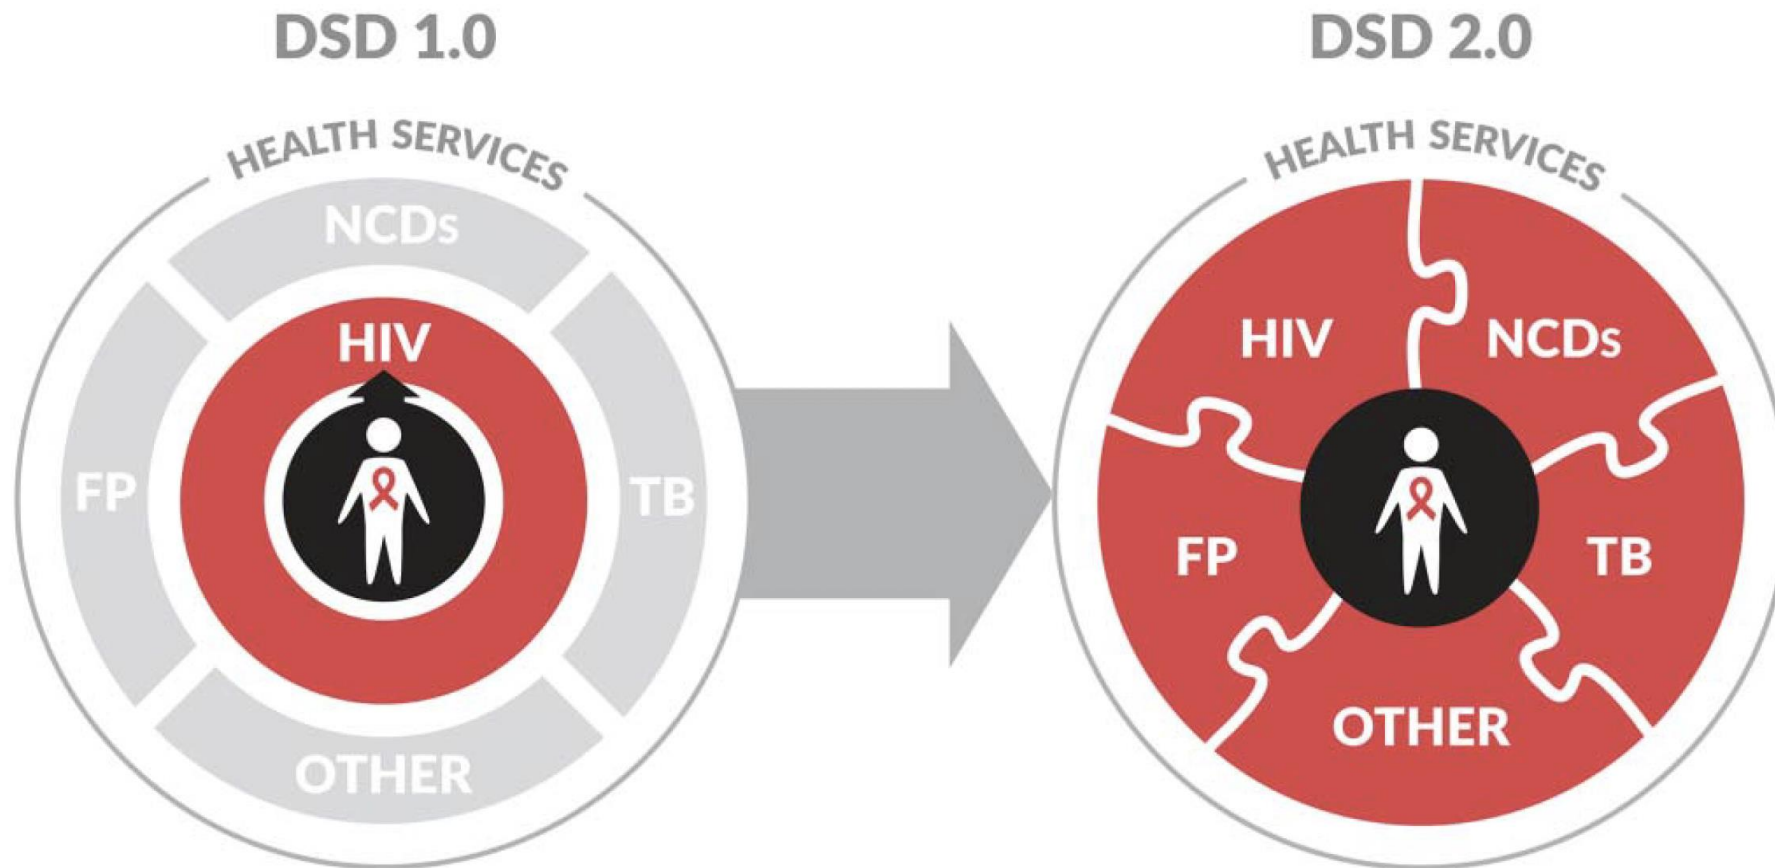 DSD 1.0
HEALTH SERVICES
NCDs
HIV
FP
TB
OTHER
DSD 2.0
HEALTH SERVICES
HIV
NCDs
FP
TB
OTHER